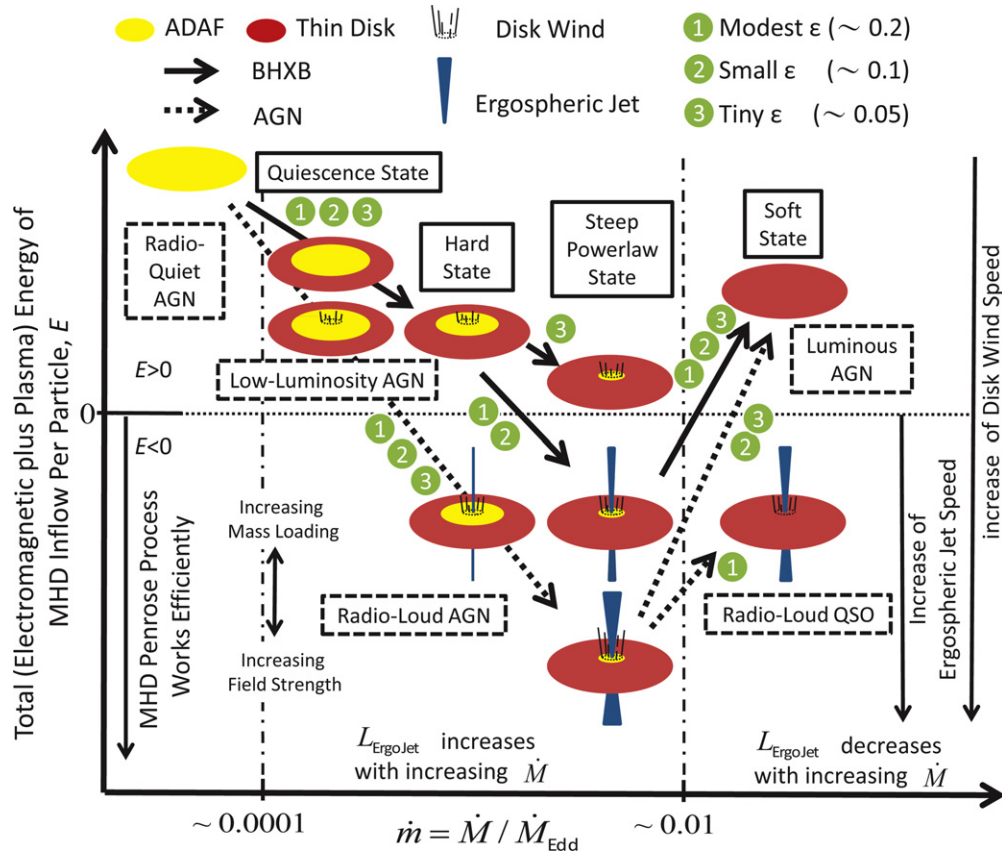 ADAF
Thin Disk
Disk Wind
1 Modest ε (~ 0.2)
BHXB
2 Small ε (~ 0.1)
AGN
Ergospheric Jet
3 Tiny ε (~ 0.05)
Total (Electromagnetic plus Plasma) Energy of
MHD Inflow Per Particle, E
Quiescence State
1 2 3
Radio-
Quiet
AGN
Hard
State
Steep
Powerlaw
State
Soft
State
3
3
2
1
Luminous
AGN
Low-Luminosity AGN
E>0
0
E<0
1
2
3
1
2
3
2
1
MHD Penrose Process
Works Efficiently
Increasing
Mass Loading
Increasing
Field Strength
Radio-Loud AGN
Radio-Loud QSO
Increase of
Ergospheric Jet Speed
increase of Disk Wind Speed
L_ErgoJet increases
with increasing Ṁ
L_ErgoJet decreases
with increasing Ṁ
~ 0.0001
ṁ = Ṁ / Ṁ_Edd
~ 0.01